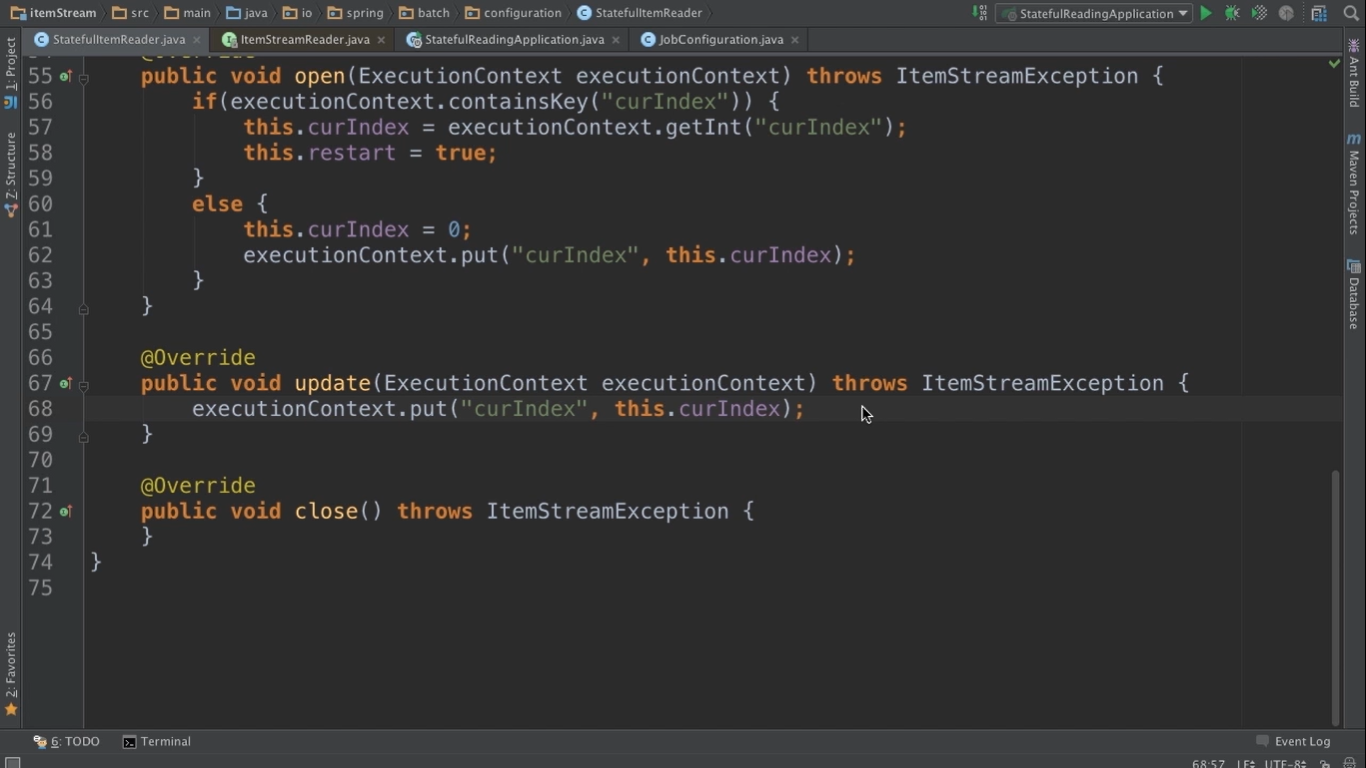 itemStream src main java io spring batch configuration StatefulItemReader StatefulReadingApplication
StatefulItemReader.java ItemStreamReader.java StatefulReadingApplication.java JobConfiguration.java
1: Project
7: Structure
2: Favorites
55 public void open(ExecutionContext executionContext) throws ItemStreamException {
56 if(executionContext.containsKey("curIndex")) {
57 this.curIndex = executionContext.getInt("curIndex");
58 this.restart = true;
59 }
60 else {
61 this.curIndex = 0;
62 executionContext.put("curIndex", this.curIndex);
63 }
64 }
65
66 @Override
67 public void update(ExecutionContext executionContext) throws ItemStreamException {
68 executionContext.put("curIndex", this.curIndex);
69 }
70
71 @Override
72 public void close() throws ItemStreamException {
73 }
74 }
75
Ant Build
Maven Projects
Database
6: TODO Terminal Event Log
68:57 LF UTF-8